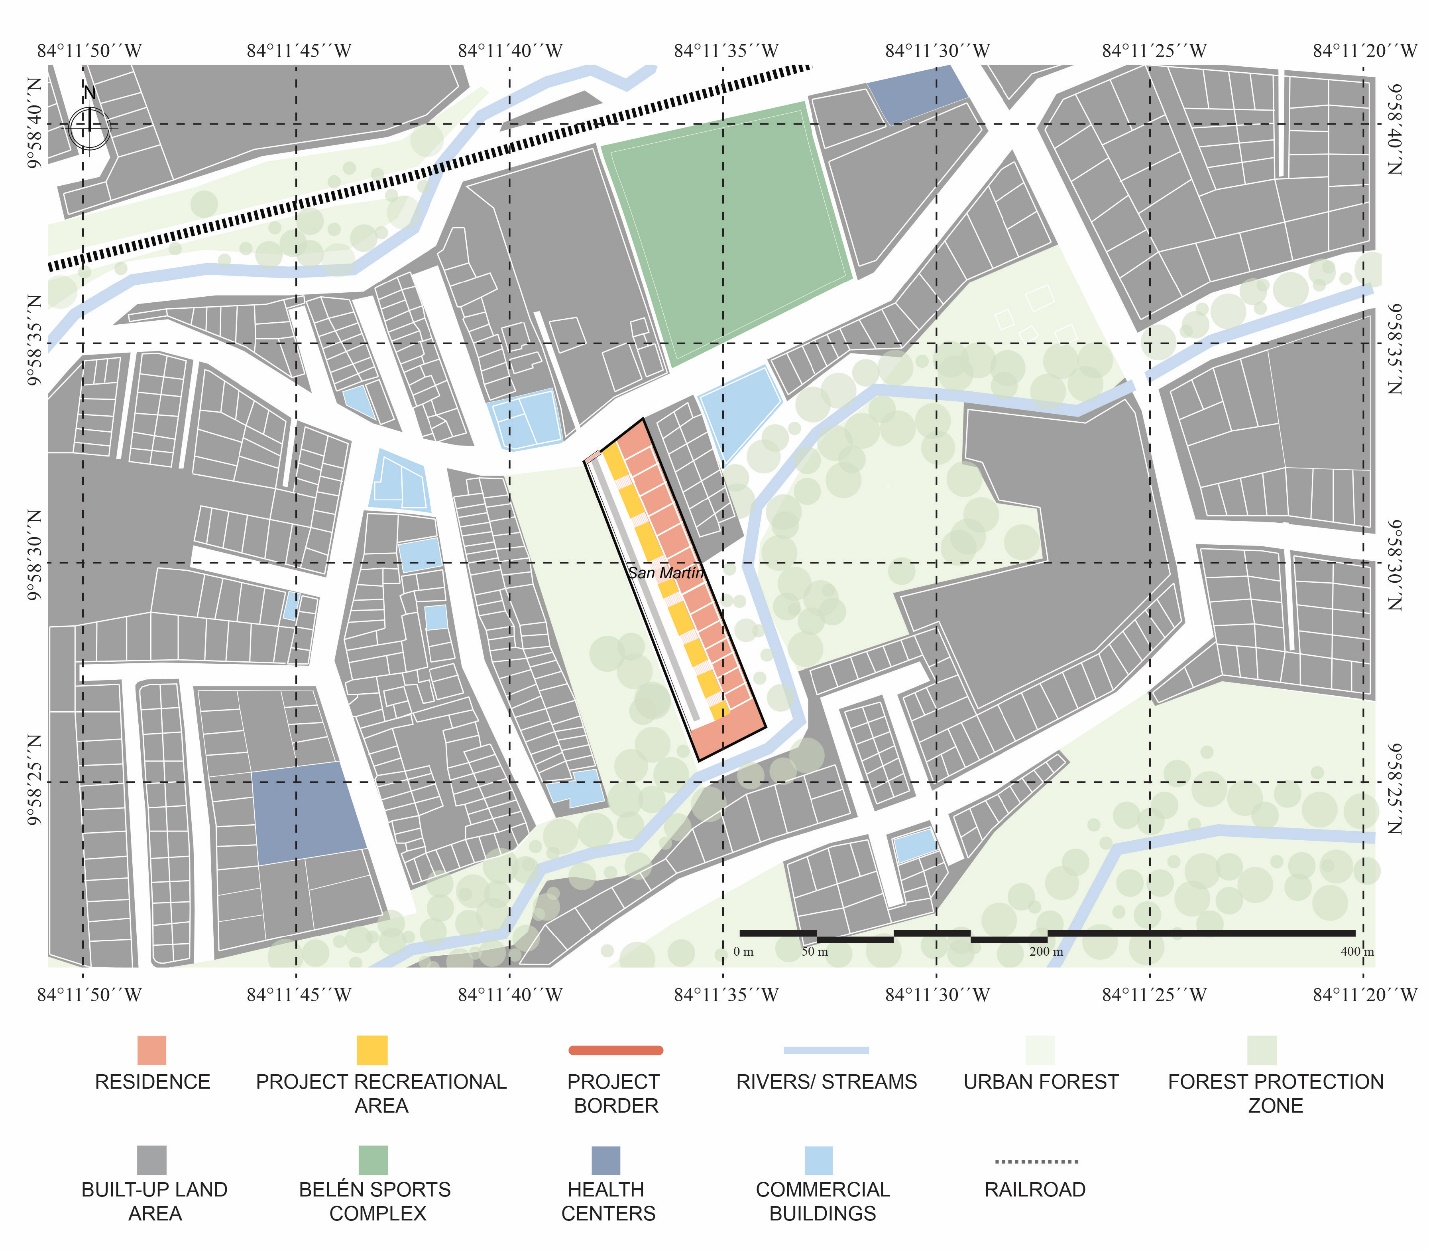 84°11´50´´W 84°11´45´´W 84°11´40´´W 84°11´35´´W 84°11´30´´W 84°11´25´´W 84°11´20´´W
N
9°58´40´´N 9°58´40´´N
9°58´35´´N 9°58´35´´N
9°58´30´´N 9°58´30´´N
San Martín
9°58´25´´N 9°58´25´´N
0 m 50 m 200 m 400 m
84°11´50´´W 84°11´45´´W 84°11´40´´W 84°11´35´´W 84°11´30´´W 84°11´25´´W 84°11´20´´W
RESIDENCE
PROJECT RECREATIONAL
AREA
PROJECT
BORDER
RIVERS/ STREAMS
URBAN FOREST
FOREST PROTECTION
ZONE
BUILT-UP LAND
AREA
BELÉN SPORTS
COMPLEX
HEALTH
CENTERS
COMMERCIAL
BUILDINGS
RAILROAD